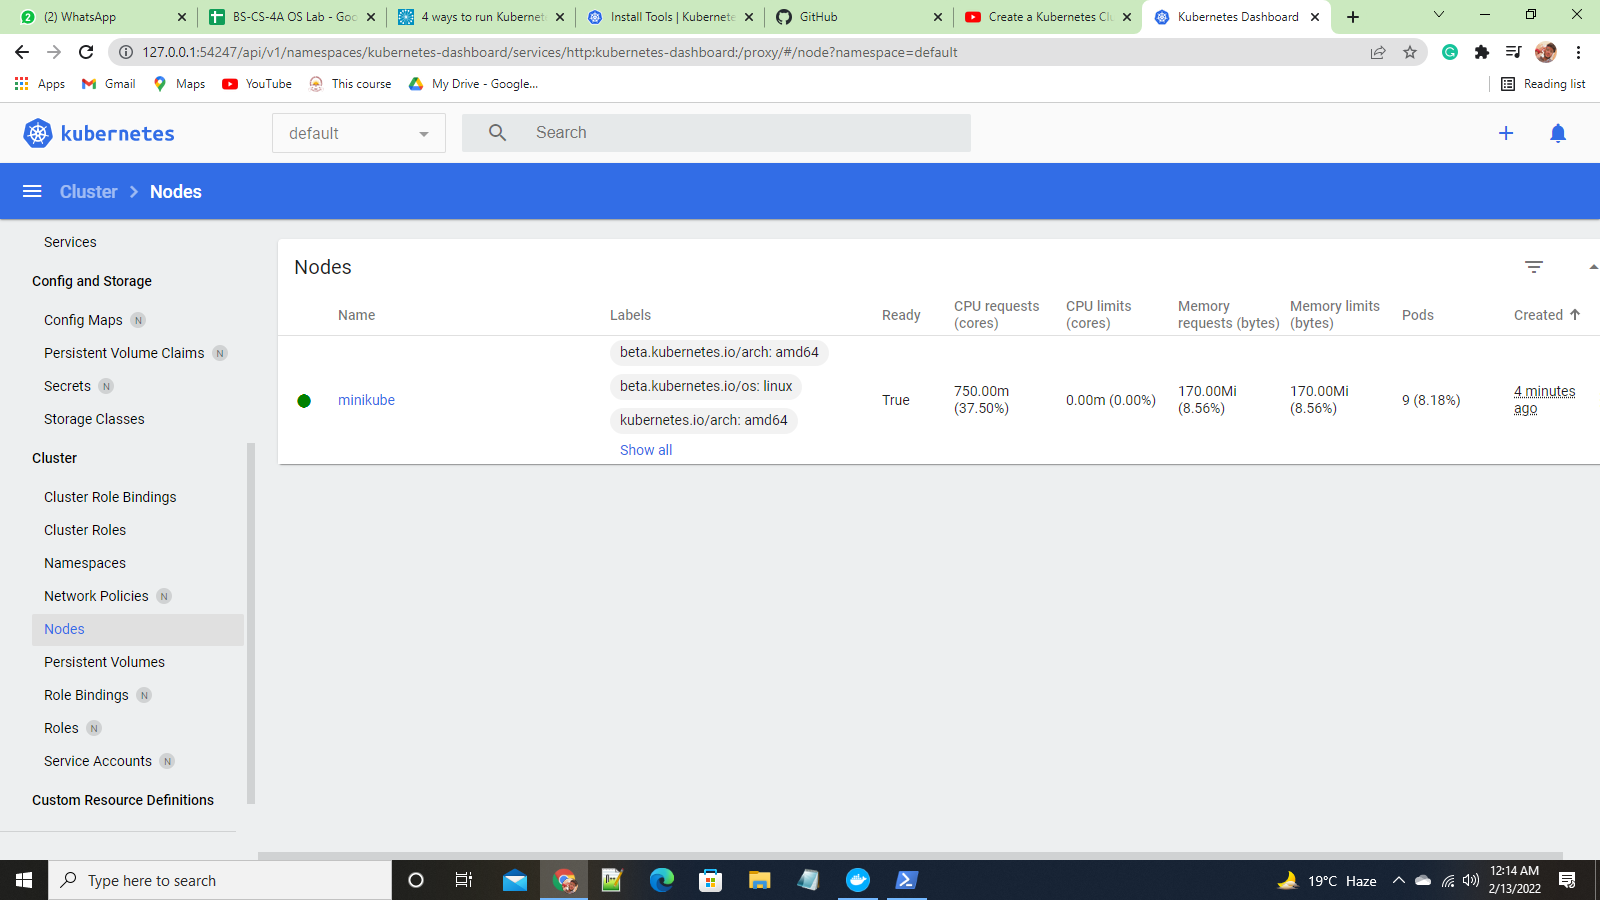 (2) WhatsApp
BS-CS-4A OS Lab - Goo
4 ways to run Kubernet
Install Tools | Kubernete
GitHub
Create a Kubernetes Cl
Kubernetes Dashboard
127.0.0.1:54247/api/v1/namespaces/kubernetes-dashboard/services/http:kubernetes-dashboard:/proxy/#/node?namespace=default
Apps
Gmail
Maps
YouTube
This course
My Drive - Google...
Reading list
kubernetes
default
Search
Cluster
Nodes
Services
Config and Storage
Config Maps N
Persistent Volume Claims N
Secrets N
Storage Classes
Cluster
Cluster Role Bindings
Cluster Roles
Namespaces
Network Policies N
Nodes
Persistent Volumes
Role Bindings N
Roles N
Service Accounts N
Custom Resource Definitions
Nodes
Name
Labels
Ready
CPU requests
(cores)
CPU limits
(cores)
Memory
requests (bytes)
Memory limits
(bytes)
Pods
Created
minikube
beta.kubernetes.io/arch: amd64
beta.kubernetes.io/os: linux
kubernetes.io/arch: amd64
Show all
True
750.00m
(37.50%)
0.00m (0.00%)
170.00Mi
(8.56%)
170.00Mi
(8.56%)
9 (8.18%)
4 minutes
ago
Type here to search
19°C Haze
12:14 AM
2/13/2022